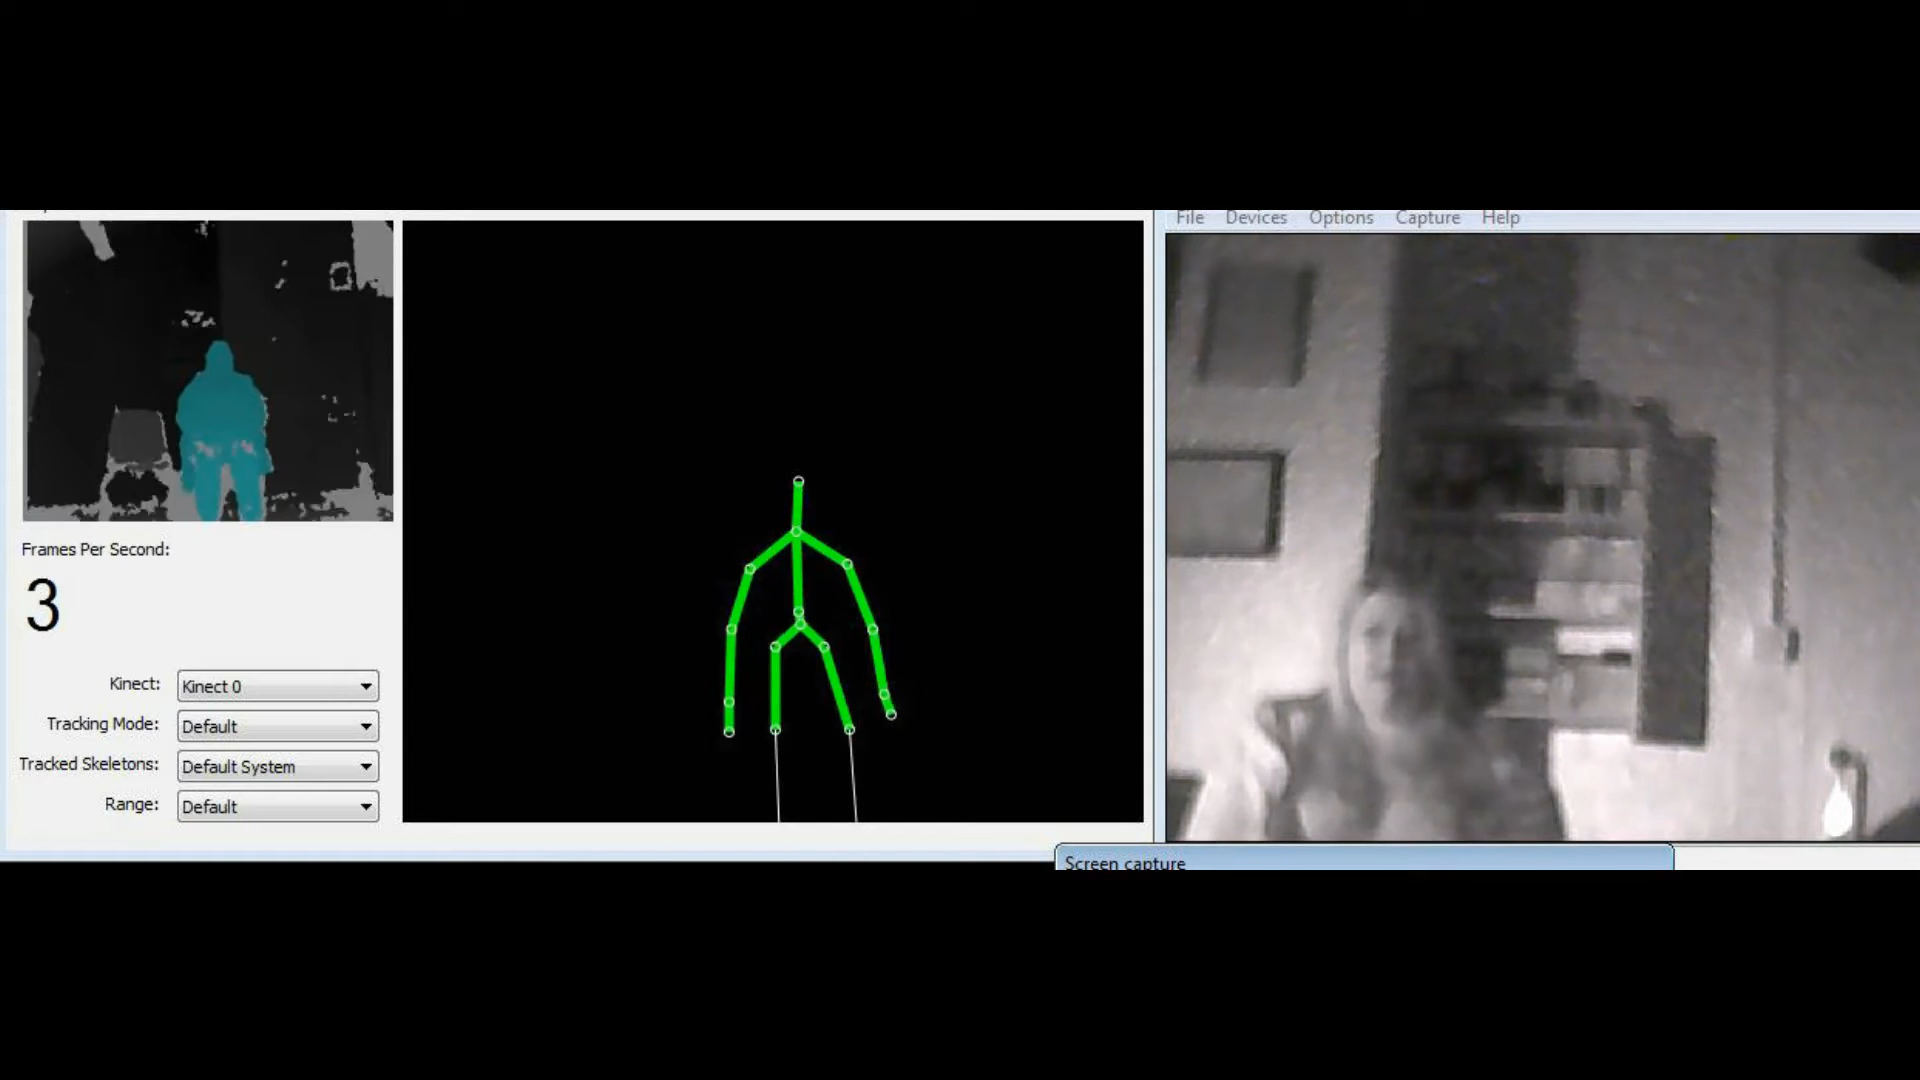 File Devices Options Capture Help
Frames Per Second:
3
Kinect: Kinect 0
Tracking Mode: Default
Tracked Skeletons: Default System
Range: Default
Screen capture